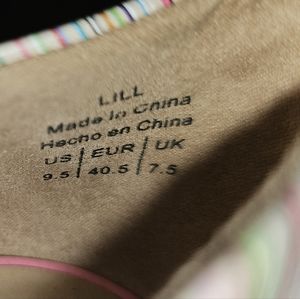 LILL
Made in China
Hecho en China
US | EUR | UK
9.5 | 40.5 | 7.5